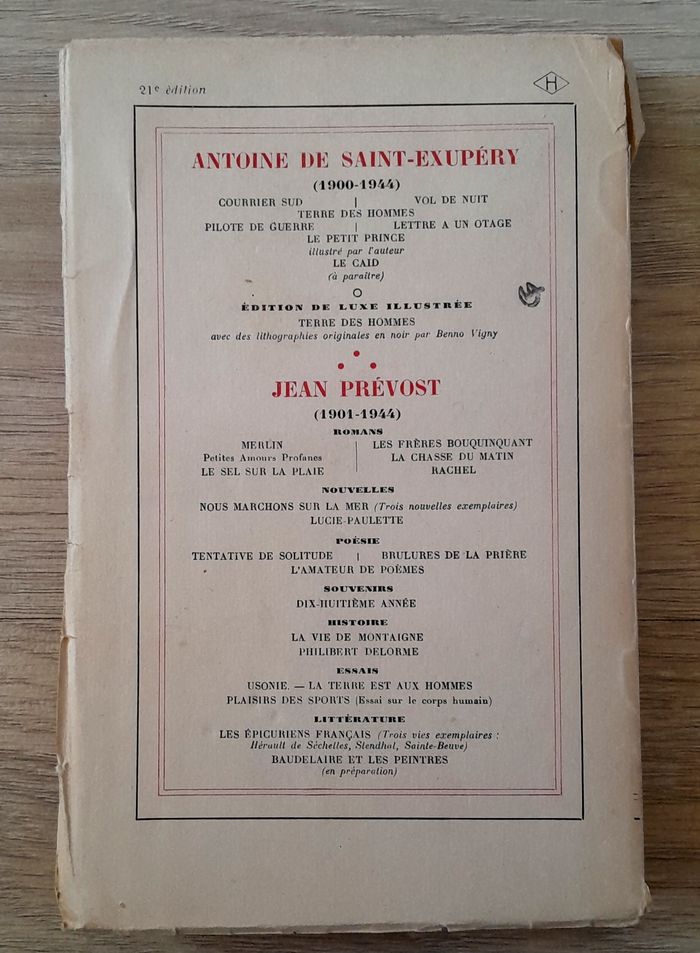 21e édition
H
ANTOINE DE SAINT-EXUPÉRY
(1900-1944)
COURRIER SUD | VOL DE NUIT
TERRE DES HOMMES
PILOTE DE GUERRE | LETTRE A UN OTAGE
LE PETIT PRINCE
illustré par l'auteur
LE CAID
(à paraître)
ÉDITION DE LUXE ILLUSTRÉE
TERRE DES HOMMES
avec des lithographies originales en noir par Benno Vigny
JEAN PRÉVOST
(1901-1944)
ROMANS
MERLIN | LES FRÈRES BOUQUINQUANT
Petites Amours Profanes | LA CHASSE DU MATIN
LE SEL SUR LA PLAIE | RACHEL
NOUVELLES
NOUS MARCHONS SUR LA MER (Trois nouvelles exemplaires)
LUCIE-PAULETTE
POÉSIE
TENTATIVE DE SOLITUDE | BRULURES DE LA PRIÈRE
L'AMATEUR DE POÈMES
SOUVENIRS
DIX-HUITIÈME ANNÉE
HISTOIRE
LA VIE DE MONTAIGNE
PHILIBERT DELORME
ESSAIS
USONIE. — LA TERRE EST AUX HOMMES
PLAISIRS DES SPORTS (Essai sur le corps humain)
LITTÉRATURE
LES ÉPICURIENS FRANÇAIS (Trois vies exemplaires :
Hérault de Séchelles, Stendhal, Sainte-Beuve)
BAUDELAIRE ET LES PEINTRES
(en préparation)